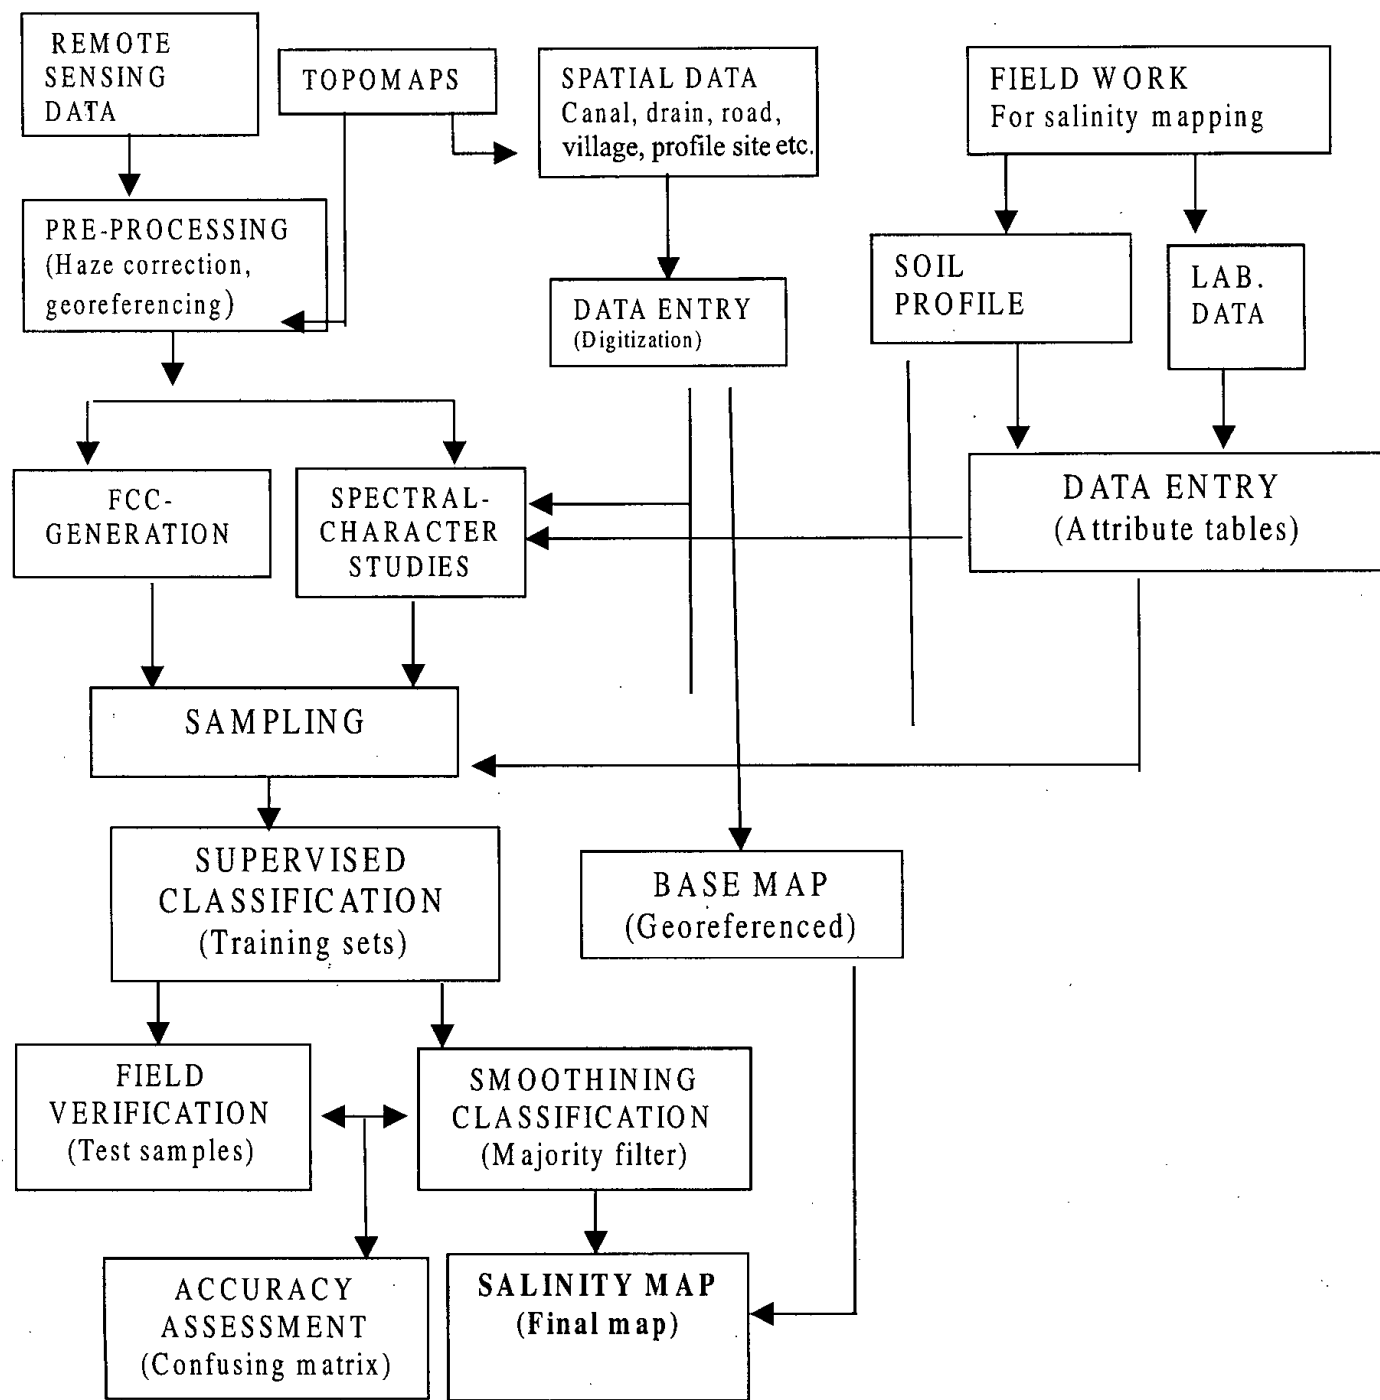 REMOTE
SENSING
DATA
TOPOMAPS
SPATIAL DATA
Canal, drain, road,
village, profile site etc.
FIELD WORK
For salinity mapping
PRE-PROCESSING
(Haze correction,
georeferencing)
DATA ENTRY
(Digitization)
SOIL
PROFILE
LAB.
DATA
FCC-
GENERATION
SPECTRAL-
CHARACTER
STUDIES
DATA ENTRY
(Attribute tables)
SAMPLING
SUPERVISED
CLASSIFICATION
(Training sets)
BASE MAP
(Georeferenced)
FIELD
VERIFICATION
(Test samples)
SMOOTHINING
CLASSIFICATION
(Majority filter)
ACCURACY
ASSESSMENT
(Confusing matrix)
SALINITY MAP
(Final map)